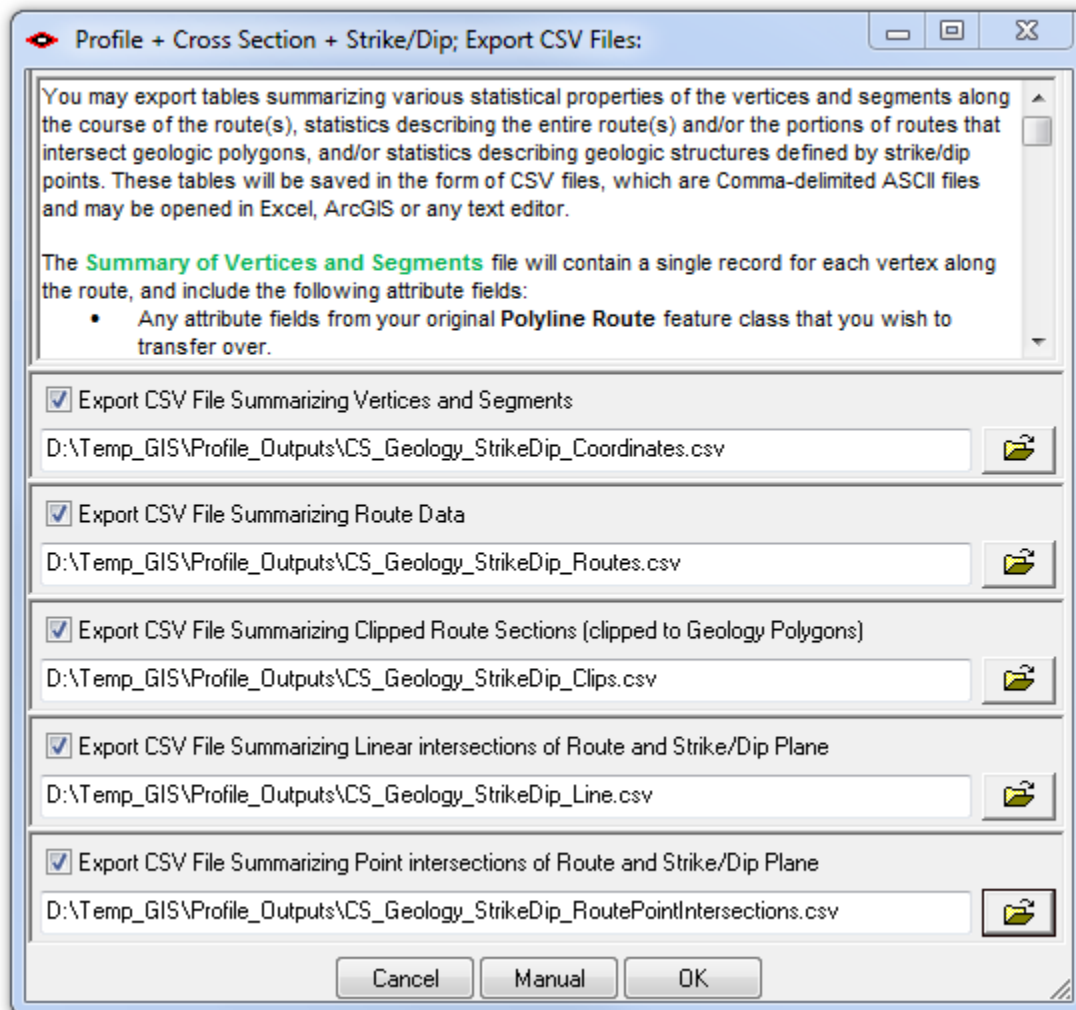 Profile + Cross Section + Strike/Dip; Export CSV Files:
You may export tables summarizing various statistical properties of the vertices and segments along
the course of the route(s), statistics describing the entire route(s) and/or the portions of routes that
intersect geologic polygons, and/or statistics describing geologic structures defined by strike/dip
points. These tables will be saved in the form of CSV files, which are Comma-delimited ASCII files
and may be opened in Excel, ArcGIS or any text editor.
The Summary of Vertices and Segments file will contain a single record for each vertex along
the route, and include the following attribute fields:
• Any attribute fields from your original Polyline Route feature class that you wish to
transfer over.
Export CSV File Summarizing Vertices and Segments
D:\Temp_GIS\Profile_Outputs\CS_Geology_StrikeDip_Coordinates.csv
Export CSV File Summarizing Route Data
D:\Temp_GIS\Profile_Outputs\CS_Geology_StrikeDip_Routes.csv
Export CSV File Summarizing Clipped Route Sections (clipped to Geology Polygons)
D:\Temp_GIS\Profile_Outputs\CS_Geology_StrikeDip_Clips.csv
Export CSV File Summarizing Linear intersections of Route and Strike/Dip Plane
D:\Temp_GIS\Profile_Outputs\CS_Geology_StrikeDip_Line.csv
Export CSV File Summarizing Point intersections of Route and Strike/Dip Plane
D:\Temp_GIS\Profile_Outputs\CS_Geology_StrikeDip_RoutePointIntersections.csv
Cancel Manual OK